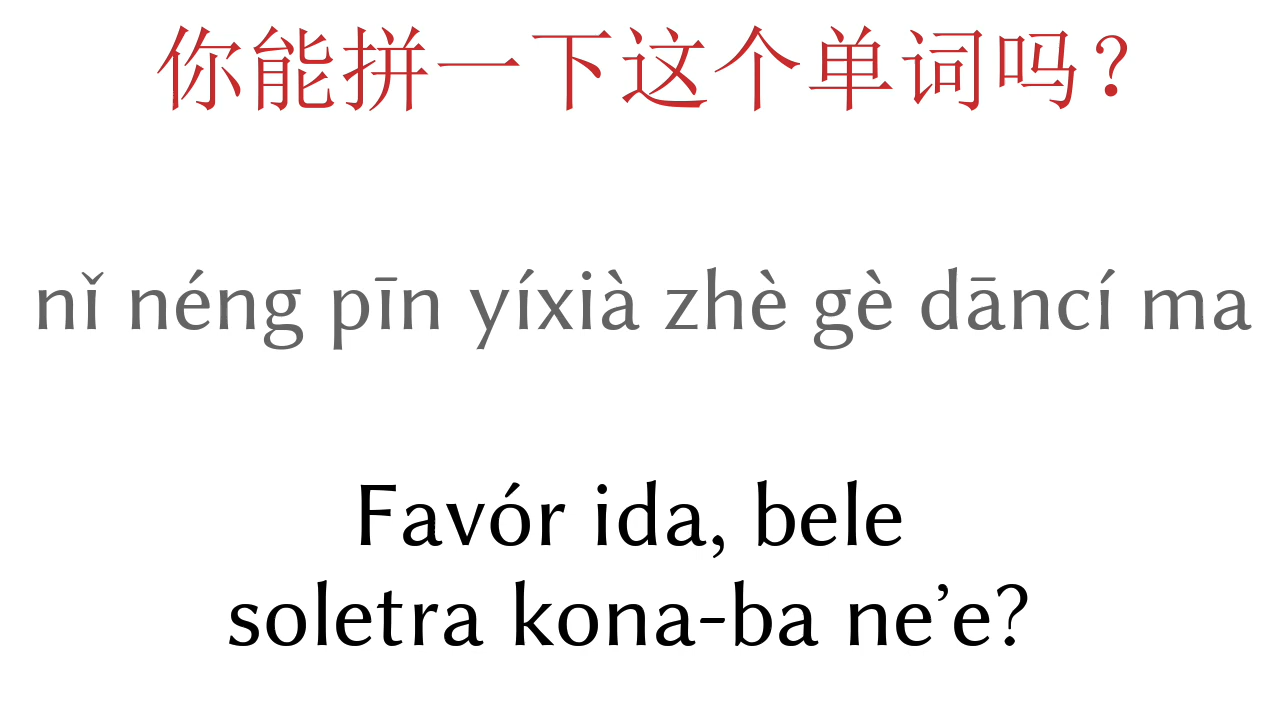 你能拼一下这个单词吗？
nǐ néng pīn yíxià zhè gè dāncí ma
Favór ida, bele
soletra kona-ba ne’e?